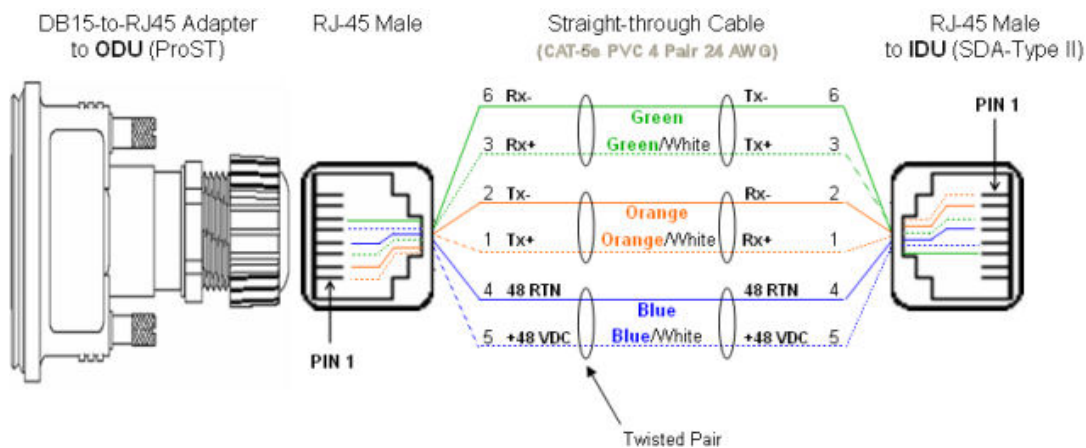 DB15-to-RJ45 Adapter
to ODU (ProST)
RJ-45 Male
Straight-through Cable
(CAT-5e PVC 4 Pair 24 AWG)
RJ-45 Male
to IDU (SDA-Type II)
6 Rx- Tx- 6
Green
Green/White
3 Rx+ Tx+ 3
2 Tx- Rx- 2
Orange
Orange/White
1 Tx+ Rx+ 1
4 48 RTN 48 RTN 4
Blue
Blue/White
5 +48 VDC +48 VDC 5
PIN 1
PIN 1
Twisted Pair